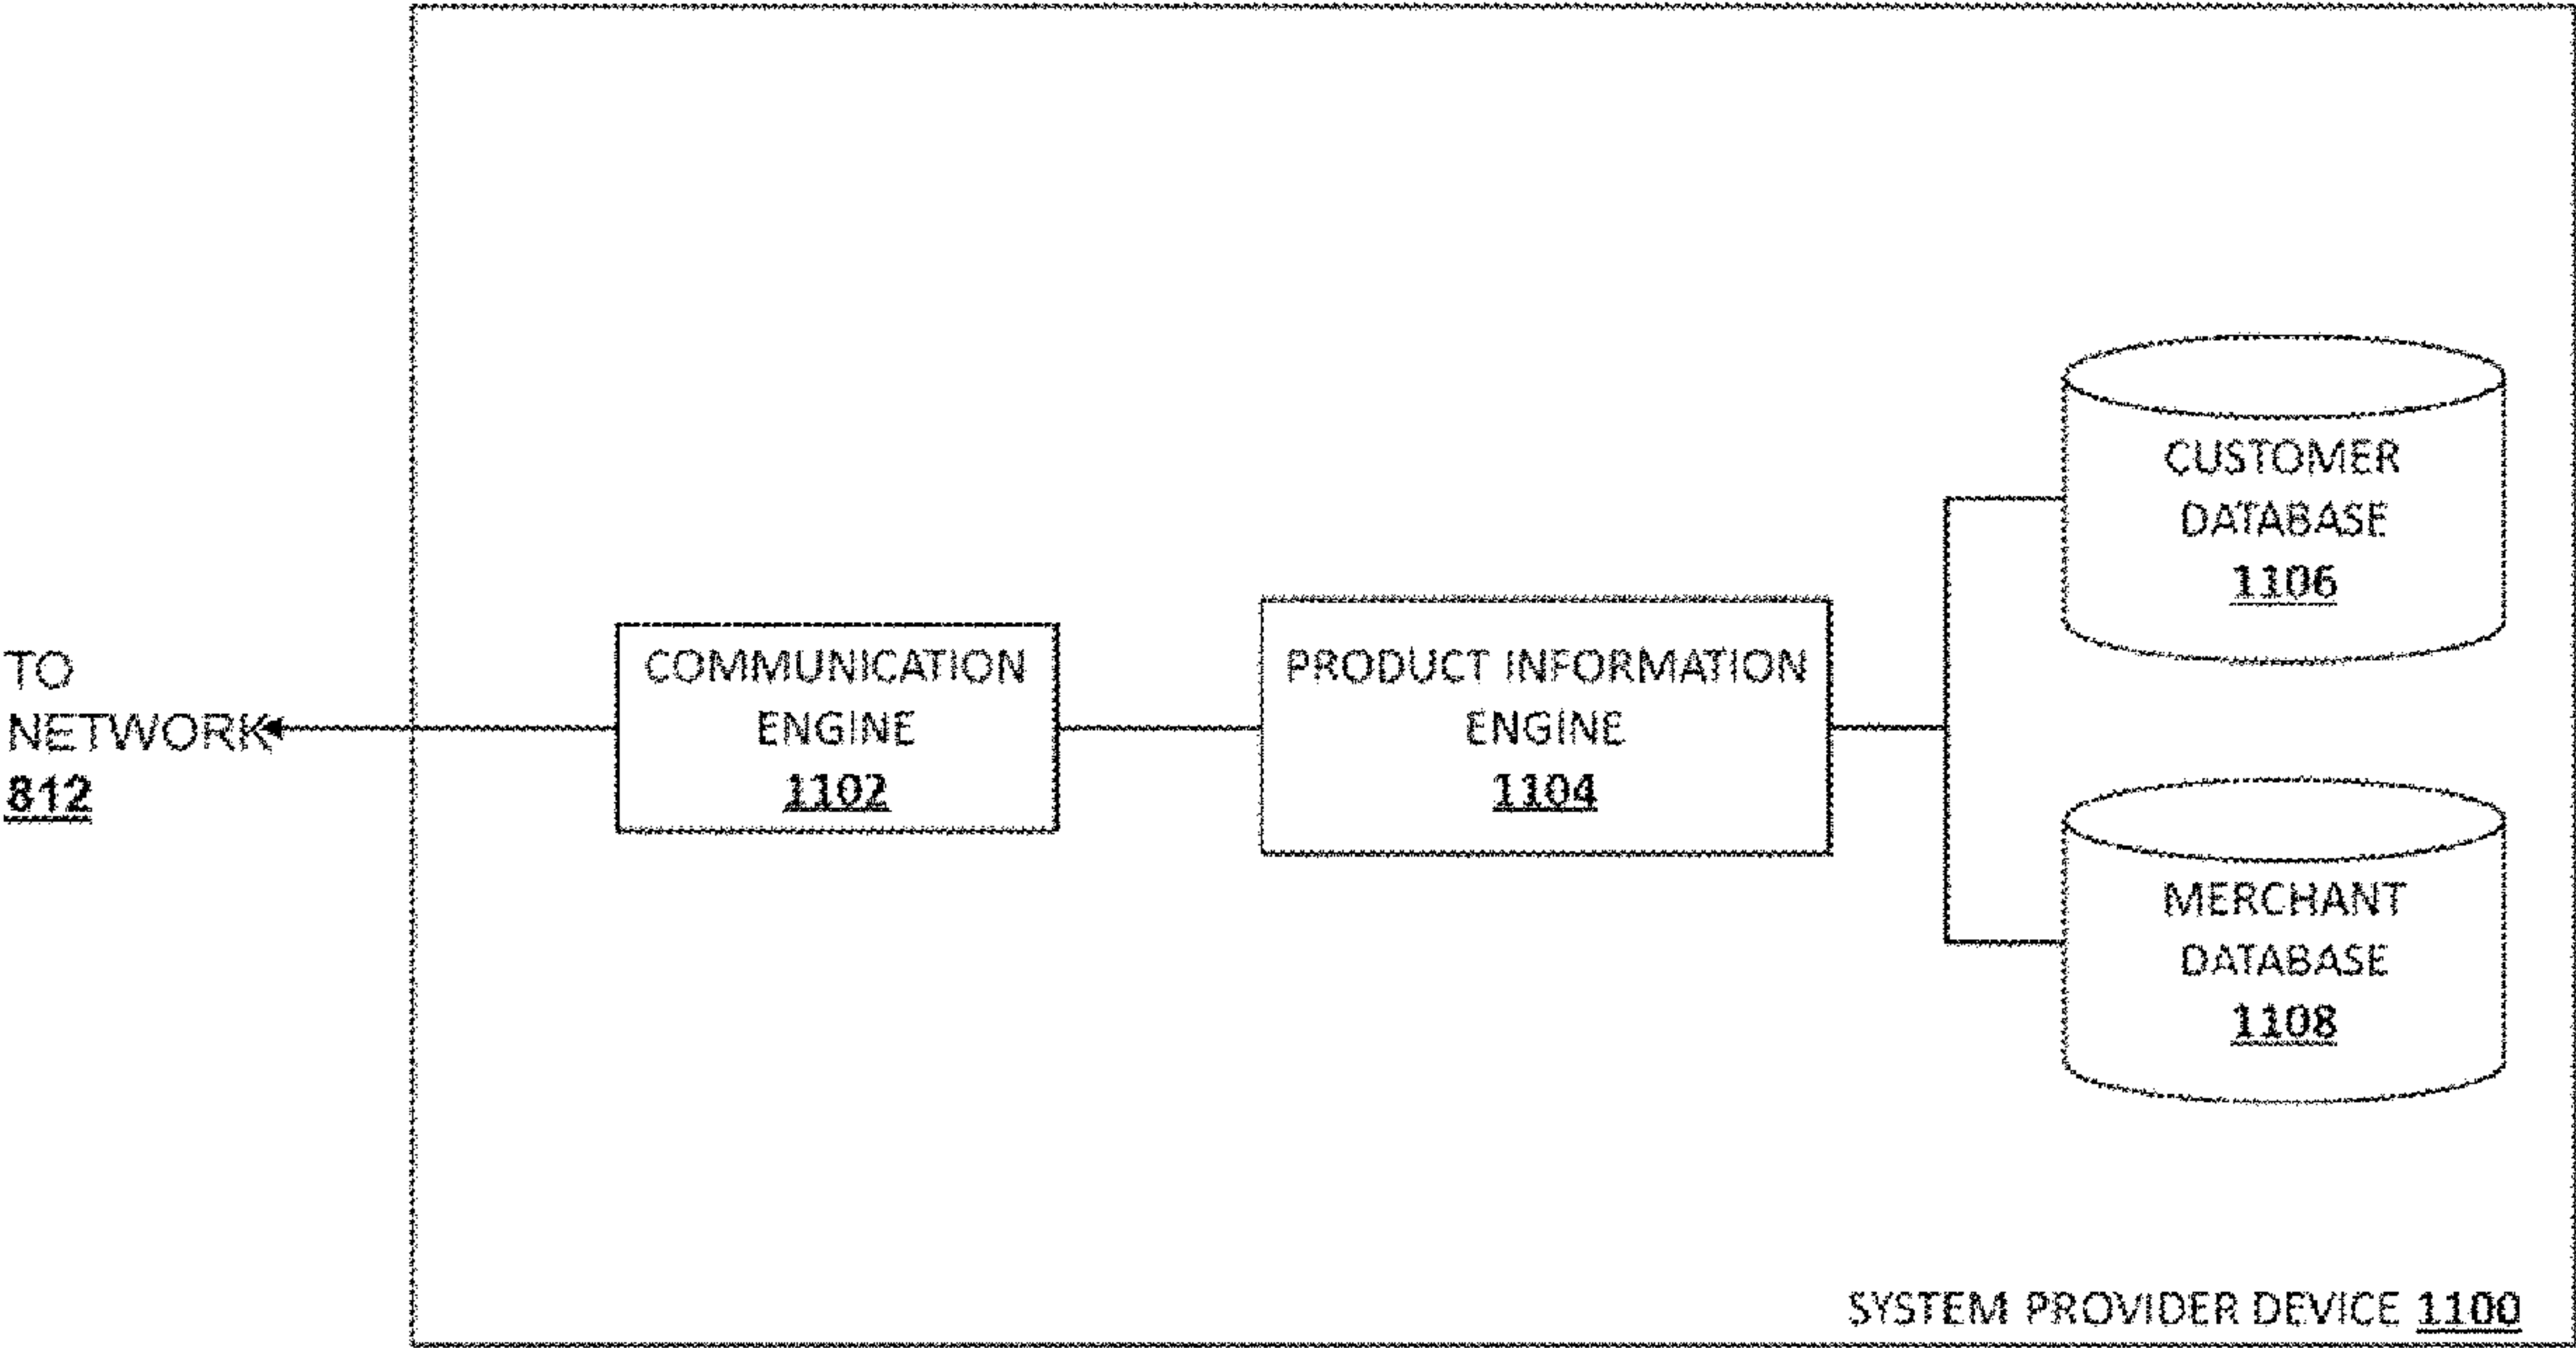 TO
NETWORK
812
COMMUNICATION
ENGINE
1102
PRODUCT INFORMATION
ENGINE
1104
CUSTOMER
DATABASE
1106
MERCHANT
DATABASE
1108
SYSTEM PROVIDER DEVICE 1100